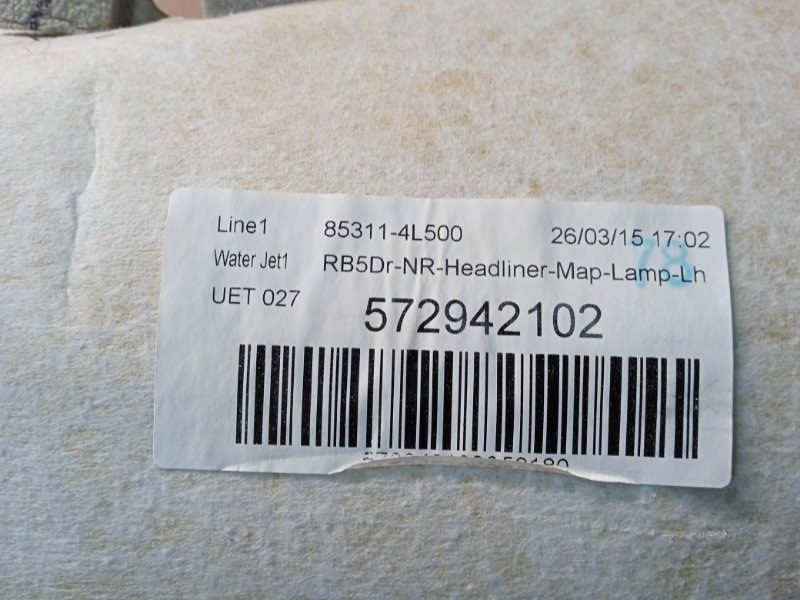 Line1 85311-4L500 26/03/15 17:02
Water Jet1 RB5Dr-NR-Headliner-Map-Lamp-Lh
78
UET 027 572942102